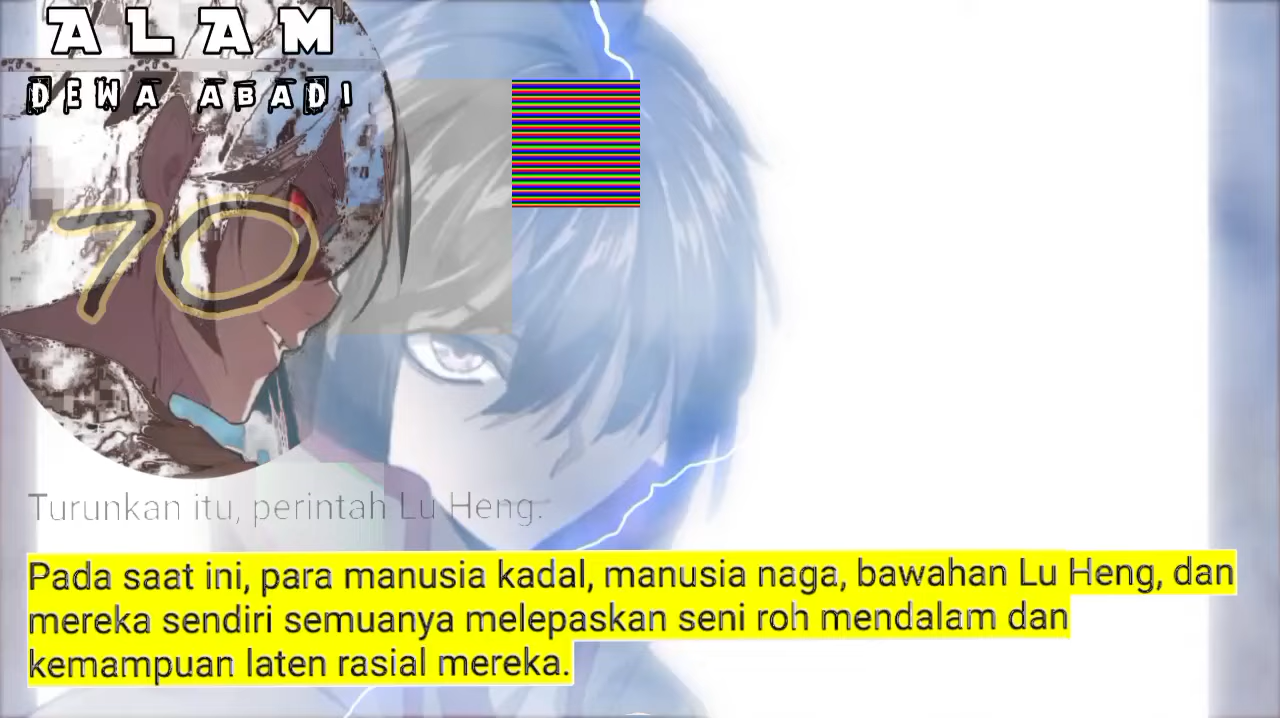 ALAM
DEWA ABADI
70
Turunkan itu, perintah Lu Heng.
Pada saat ini, para manusia kadal, manusia naga, bawahan Lu Heng, dan
mereka sendiri semuanya melepaskan seni roh mendalam dan
kemampuan laten rasial mereka.